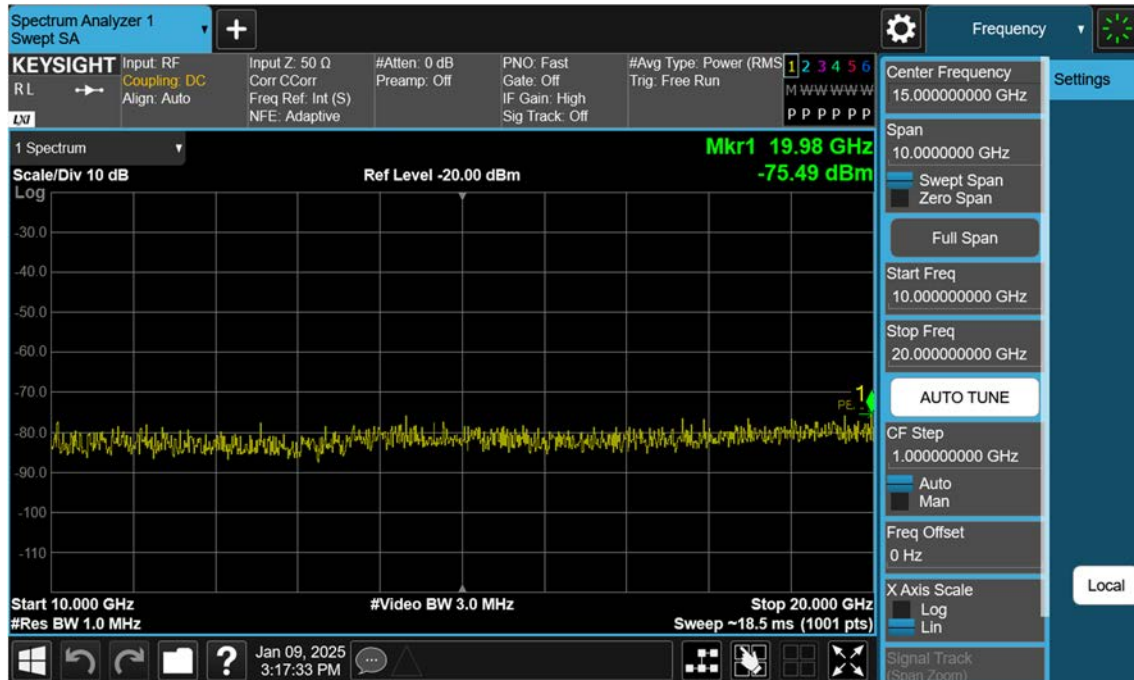 Spectrum Analyzer 1
Swept SA
Frequency
KEYSIGHT
R L
LXI
Input: RF
Coupling: DC
Align: Auto
Input Z: 50 Ω
Corr CCorr
Freq Ref: Int (S)
NFE: Adaptive
#Atten: 0 dB
Preamp: Off
PNO: Fast
Gate: Off
IF Gain: High
Sig Track: Off
#Avg Type: Power (RMS
Trig: Free Run
1 2 3 4 5 6
M W W W W W
P P P P P P
1 Spectrum
Scale/Div 10 dB
Ref Level -20.00 dBm
Mkr1 19.98 GHz
-75.49 dBm
Log
-30.0
-40.0
-50.0
-60.0
-70.0
-80.0
-90.0
-100
-110
1
Start 10.000 GHz
#Video BW 3.0 MHz
Stop 20.000 GHz
#Res BW 1.0 MHz
Sweep ~18.5 ms (1001 pts)
?
Jan 09, 2025
3:17:33 PM
Center Frequency
15.000000000 GHz
Span
10.0000000 GHz
Swept Span
Zero Span
Full Span
Start Freq
10.000000000 GHz
Stop Freq
20.000000000 GHz
AUTO TUNE
CF Step
1.000000000 GHz
Auto
Man
Freq Offset
0 Hz
X Axis Scale
Log
Lin
Signal Track
(Span Zoom)
Settings
Local